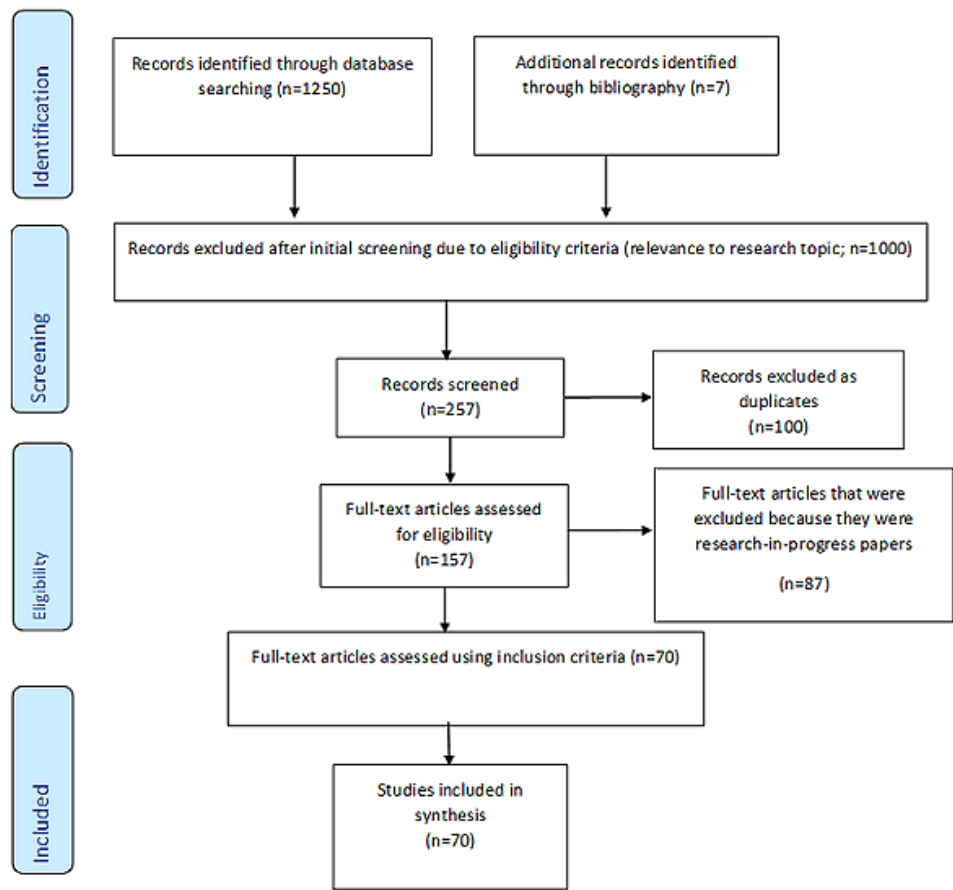 Identification
Records identified through database
searching (n=1250)
Additional records identified
through bibliography (n=7)
Screening
Records excluded after initial screening due to eligibility criteria (relevance to research topic; n=1000)
Records screened
(n=257)
Records excluded as
duplicates
(n=100)
Eligibility
Full-text articles assessed
for eligibility
(n=157)
Full-text articles that were
excluded because they were
research-in-progress papers
(n=87)
Full-text articles assessed using inclusion criteria (n=70)
Included
Studies included in
synthesis
(n=70)